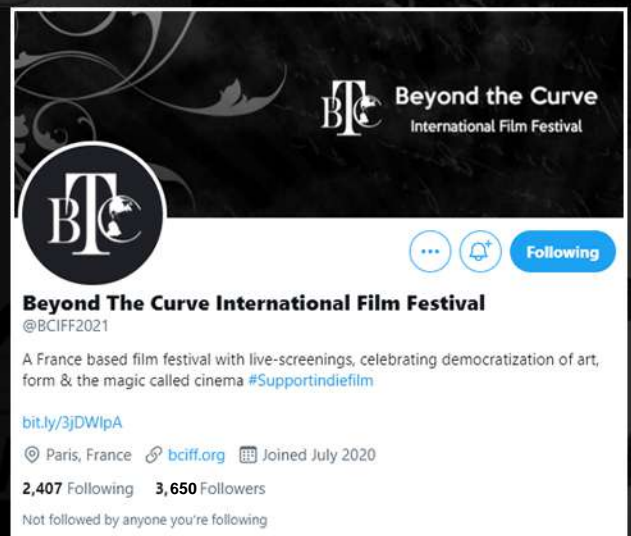 BTC
Beyond the Curve
International Film Festival
BTC
Following
Beyond The Curve International Film Festival
@BCIFF2021
A France based film festival with live-screenings, celebrating democratization of art,
form & the magic called cinema #Supportindiefilm
bit.ly/3jDWlpA
Paris, France bciff.org Joined July 2020
2,407 Following 3,650 Followers
Not followed by anyone you're following